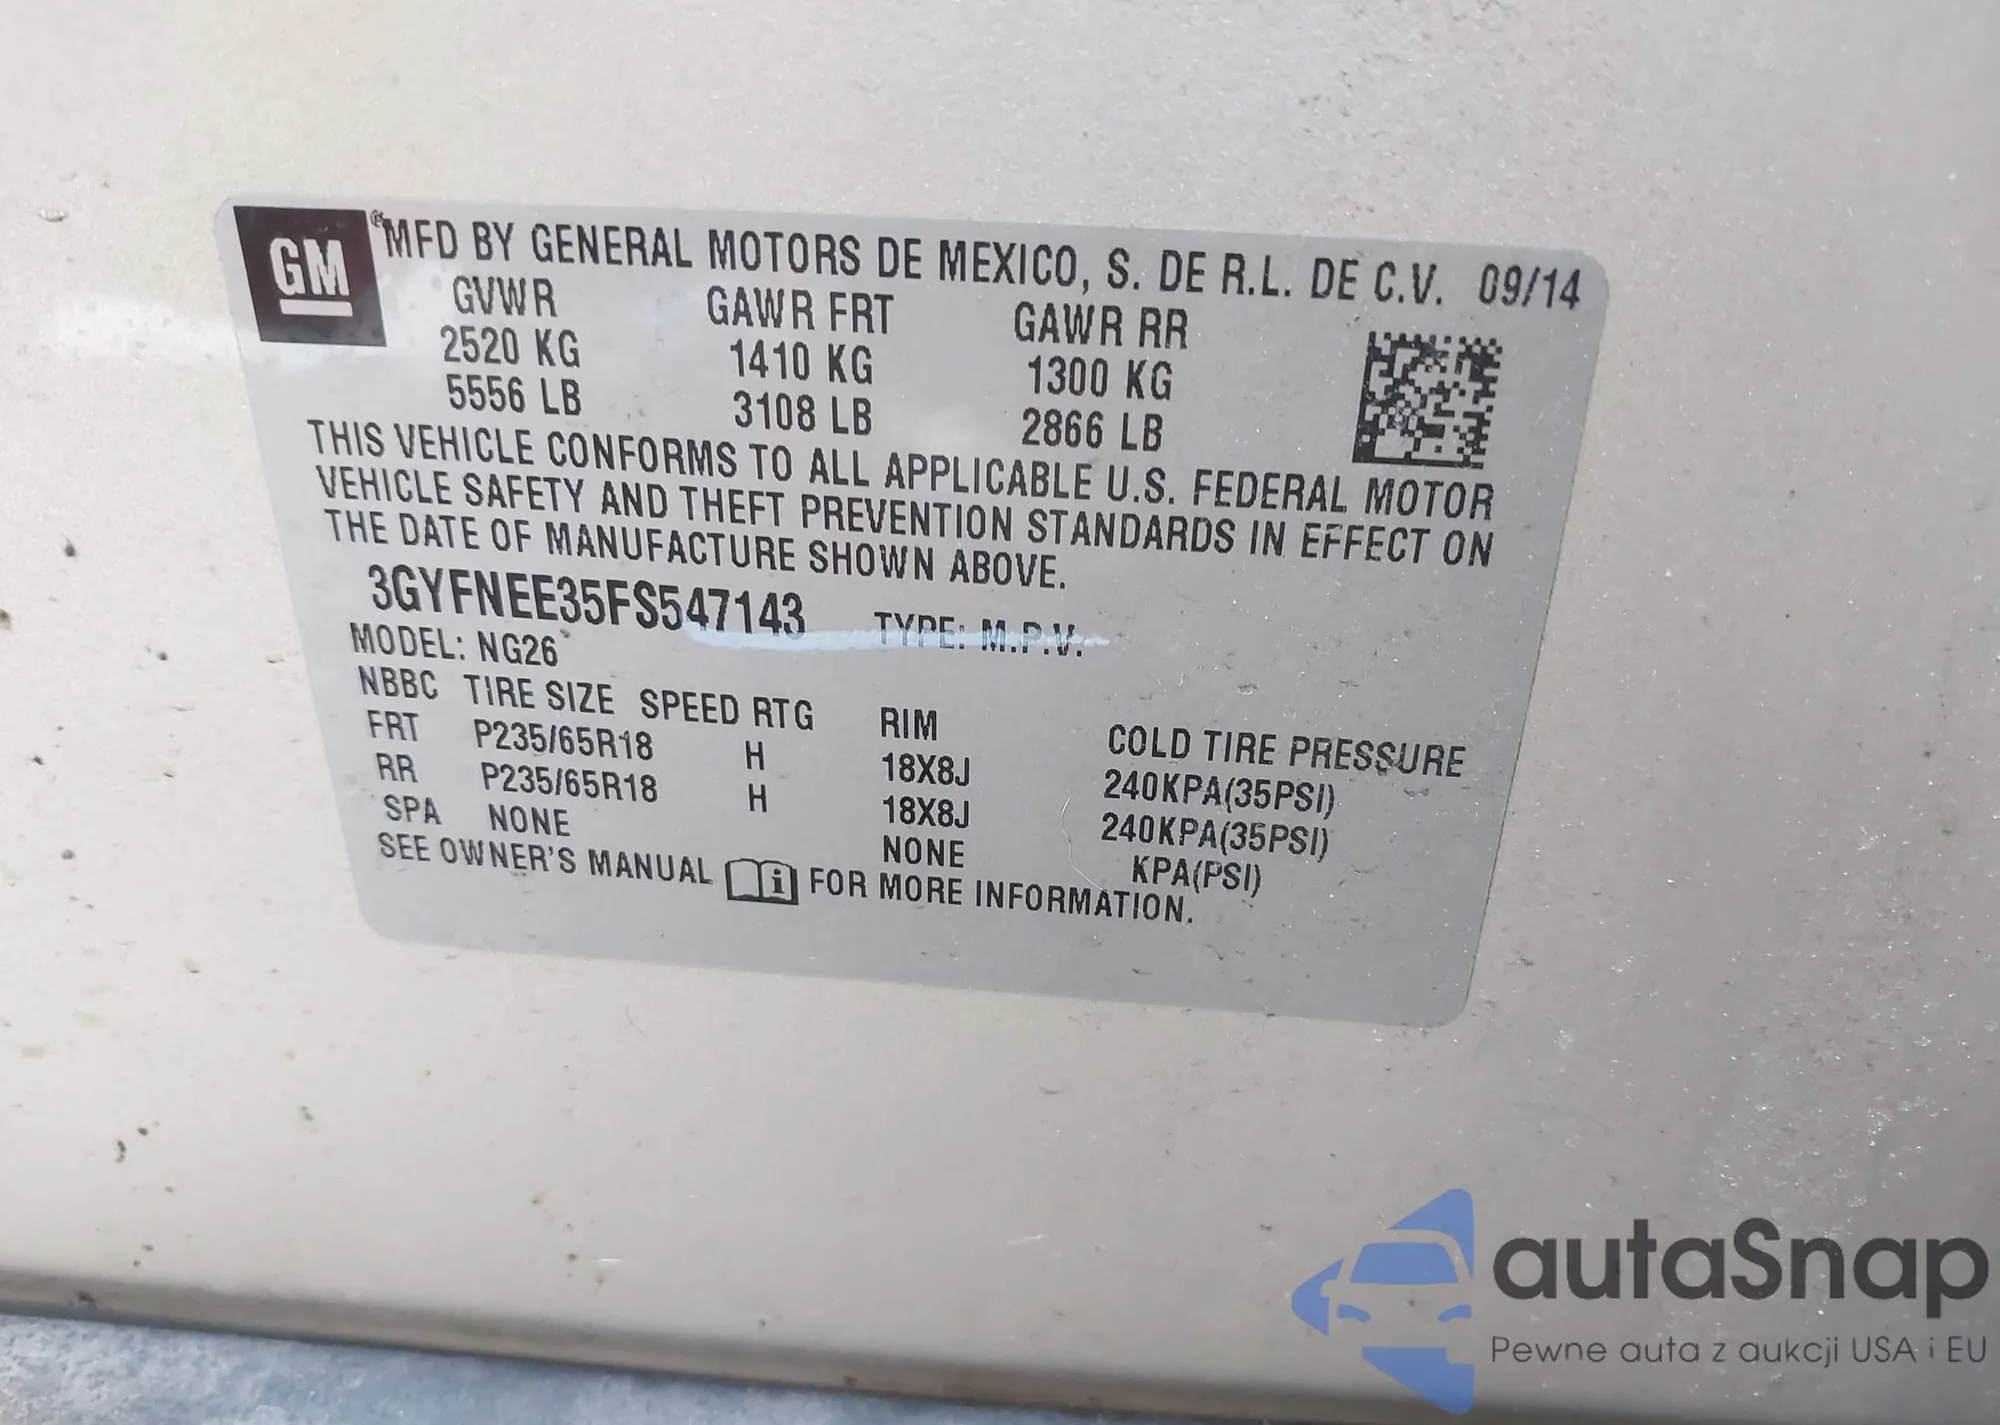 GM
® MFD BY GENERAL MOTORS DE MEXICO, S. DE R.L. DE C.V. 09/14
GVWR GAWR FRT GAWR RR
2520 KG 1410 KG 1300 KG
5556 LB 3108 LB 2866 LB
THIS VEHICLE CONFORMS TO ALL APPLICABLE U.S. FEDERAL MOTOR
VEHICLE SAFETY AND THEFT PREVENTION STANDARDS IN EFFECT ON
THE DATE OF MANUFACTURE SHOWN ABOVE.
3GYFNEE35FS547143 TYPE: M.P.V.
MODEL: NG26
NBBC TIRE SIZE SPEED RTG RIM COLD TIRE PRESSURE
FRT P235/65R18 H 18X8J 240KPA(35PSI)
RR P235/65R18 H 18X8J 240KPA(35PSI)
SPA NONE NONE KPA(PSI)
SEE OWNER'S MANUAL i FOR MORE INFORMATION.
autaSnap
Pewne auta z aukcji USA i EU